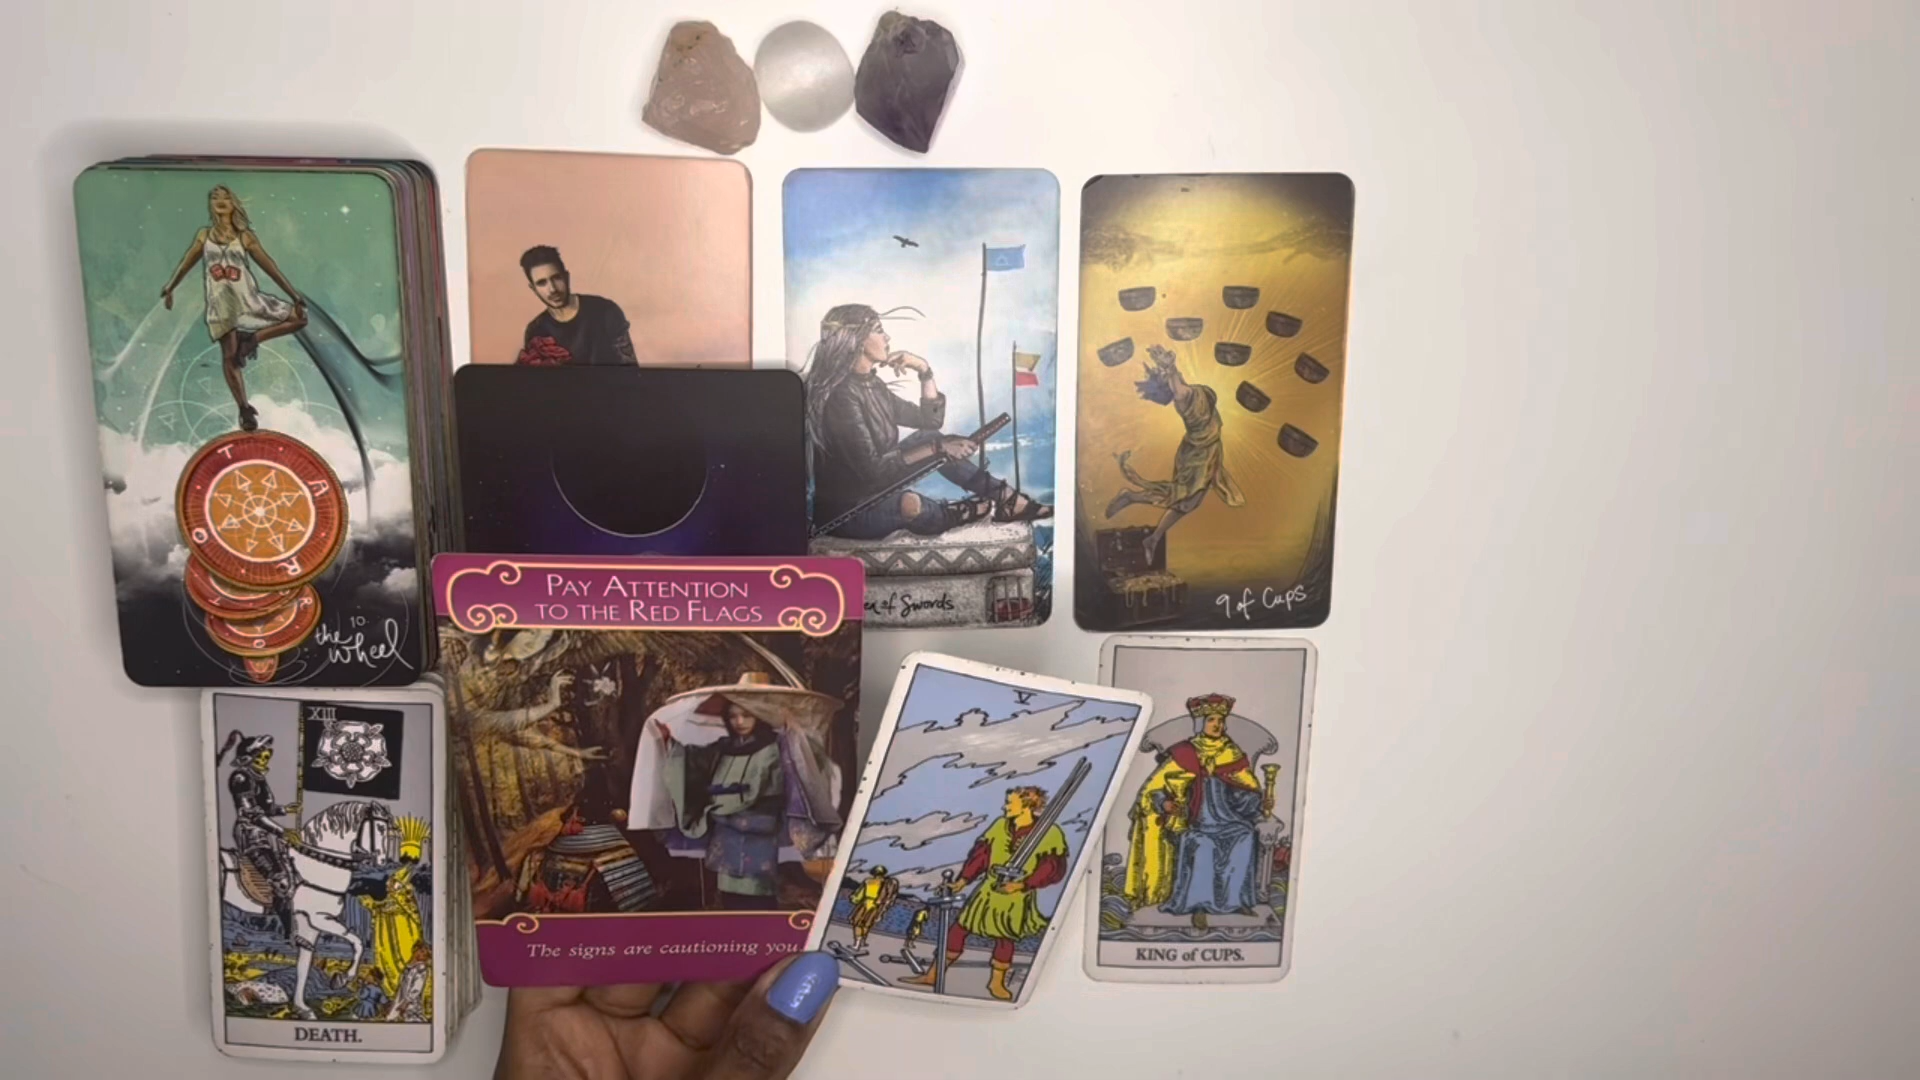 T A R O
R
O
10
the
wheel
of Swords
9 of Cups
PAY ATTENTION
TO THE RED FLAGS
The signs are cautioning you
XIII
DEATH.
V
KING of CUPS.